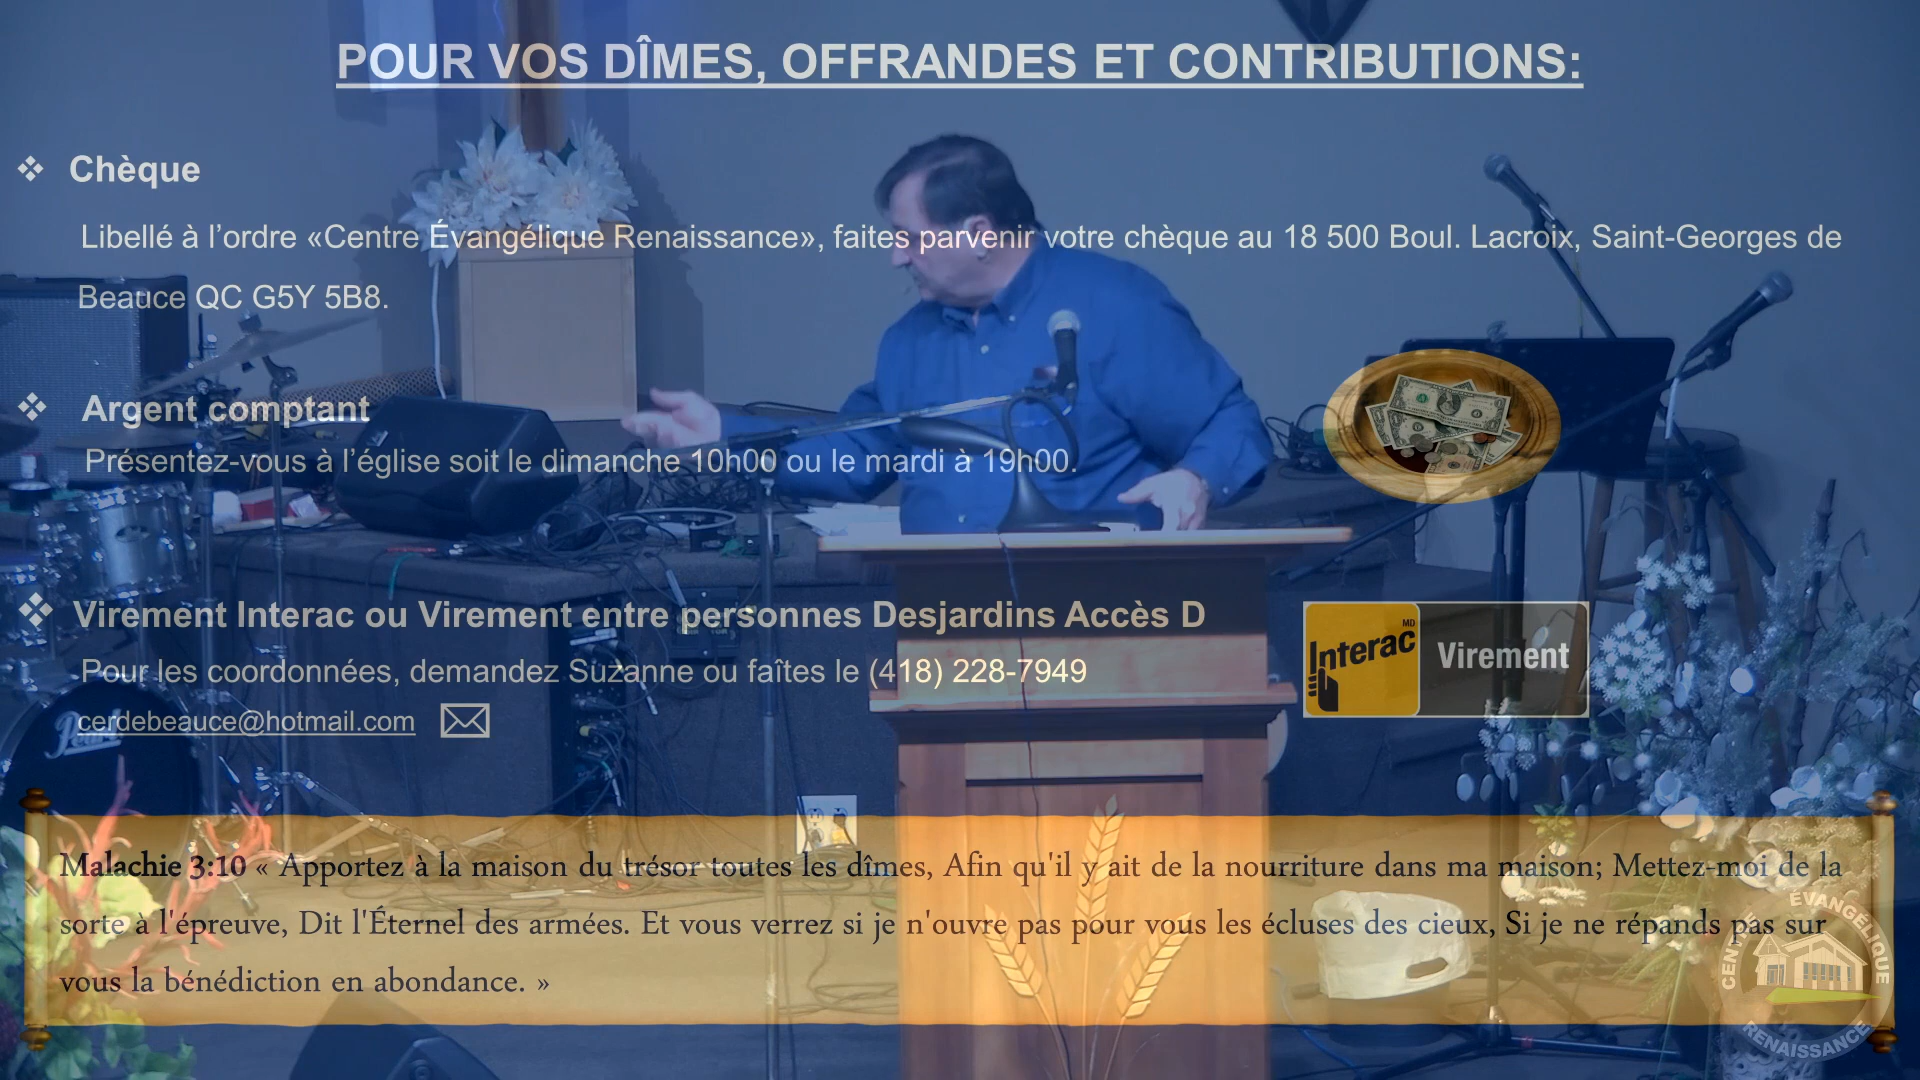 POUR VOS DÎMES, OFFRANDES ET CONTRIBUTIONS:
❖ Chèque
Libellé à l’ordre «Centre Évangélique Renaissance», faites parvenir votre chèque au 18 500 Boul. Lacroix, Saint-Georges de
Beauce QC G5Y 5B8.
❖ Argent comptant
Présentez-vous à l’église soit le dimanche 10h00 ou le mardi à 19h00.
❖ Virement Interac ou Virement entre personnes Desjardins Accès D
Pour les coordonnées, demandez Suzanne ou faîtes le (418) 228-7949
cerdebeauce@hotmail.com
Interac MD Virement
Pearl
Malachie 3:10 « Apportez à la maison du trésor toutes les dîmes, Afin qu'il y ait de la nourriture dans ma maison; Mettez-moi de la
sorte à l'épreuve, Dit l'Éternel des armées. Et vous verrez si je n'ouvre pas pour vous les écluses des cieux, Si je ne répands pas sur
vous la bénédiction en abondance. »
CENTRE ÉVANGÉLIQUE
RENAISSANCE